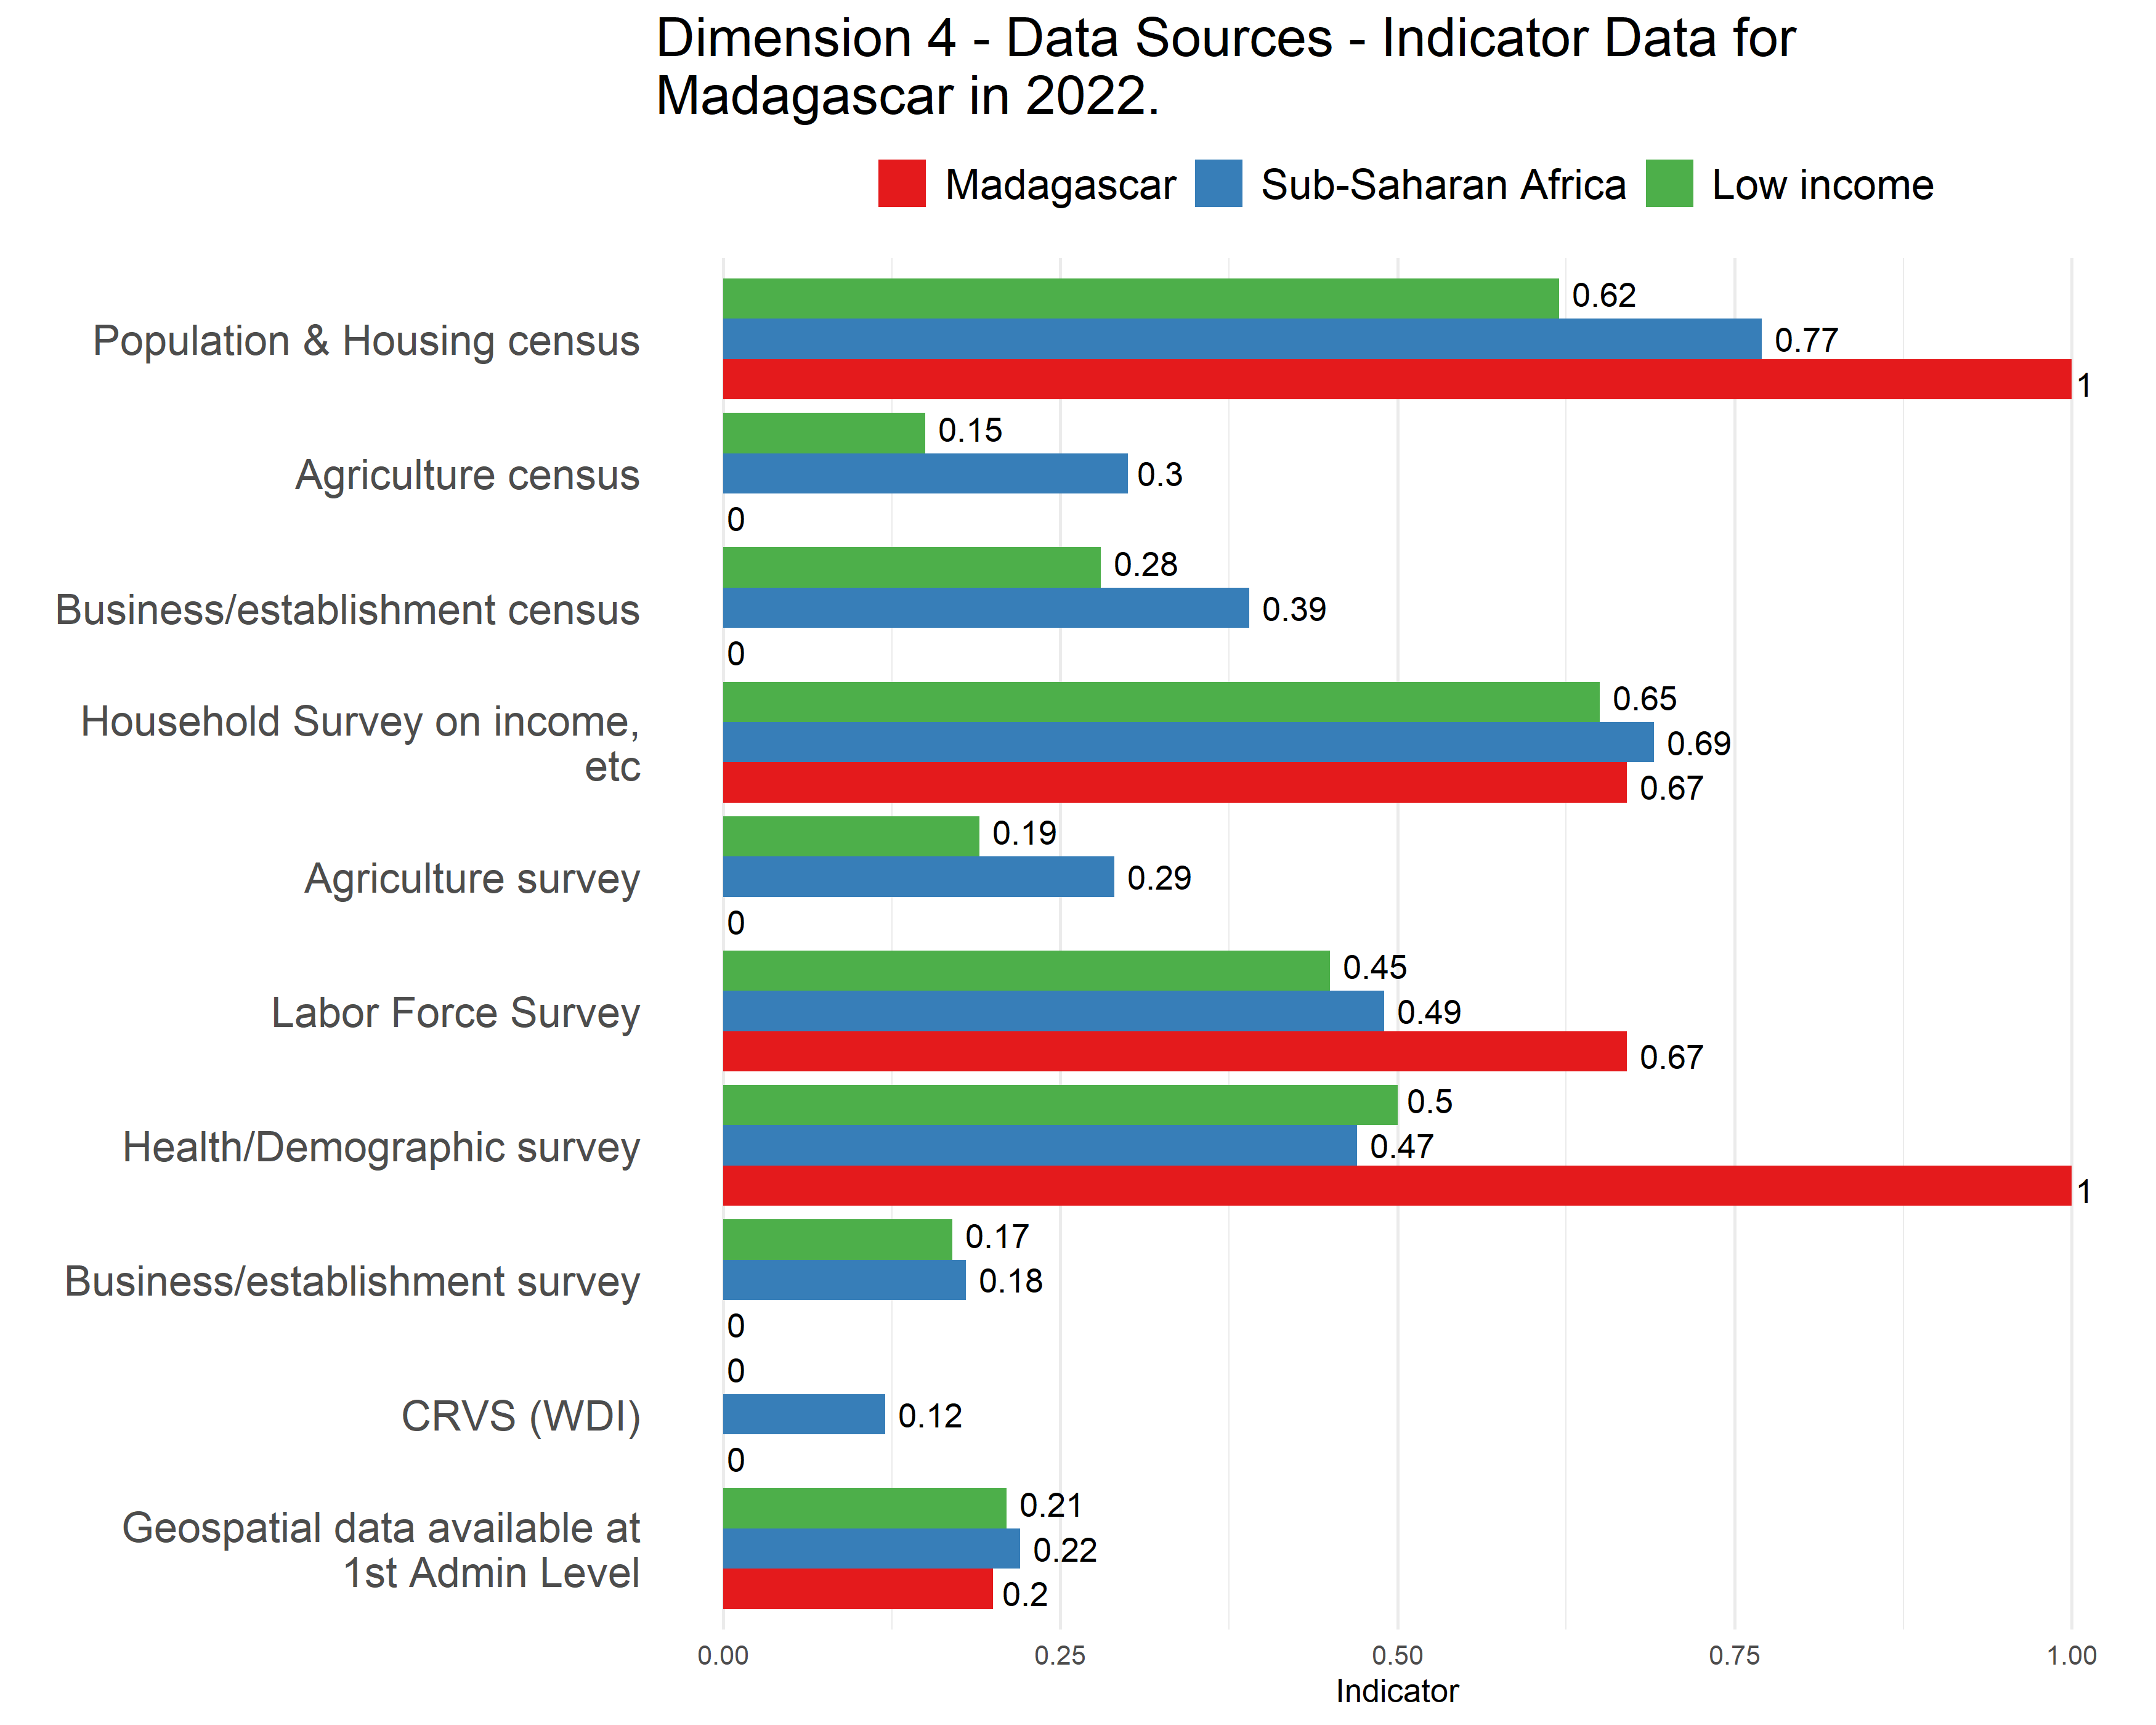 Dimension 4 - Data Sources - Indicator Data for
Madagascar in 2022.
Madagascar
Sub-Saharan Africa
Low income
Population & Housing census
0.62
0.77
1
Agriculture census
0.15
0.3
0
Business/establishment census
0.28
0.39
0
Household Survey on income,
etc
0.65
0.69
0.67
Agriculture survey
0.19
0.29
0
Labor Force Survey
0.45
0.49
0.67
Health/Demographic survey
0.5
0.47
1
Business/establishment survey
0.17
0.18
0
CRVS (WDI)
0
0.12
0
Geospatial data available at
1st Admin Level
0.21
0.22
0.2
0.00
0.25
0.50
0.75
1.00
Indicator